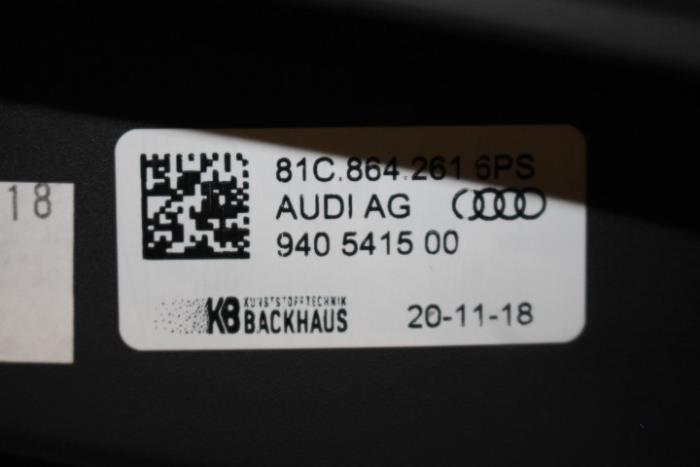 81C.864.261 6PS
AUDI AG
940 5415 00
KUNSTSTOFFTECHNIK
KB BACKHAUS
20-11-18
18